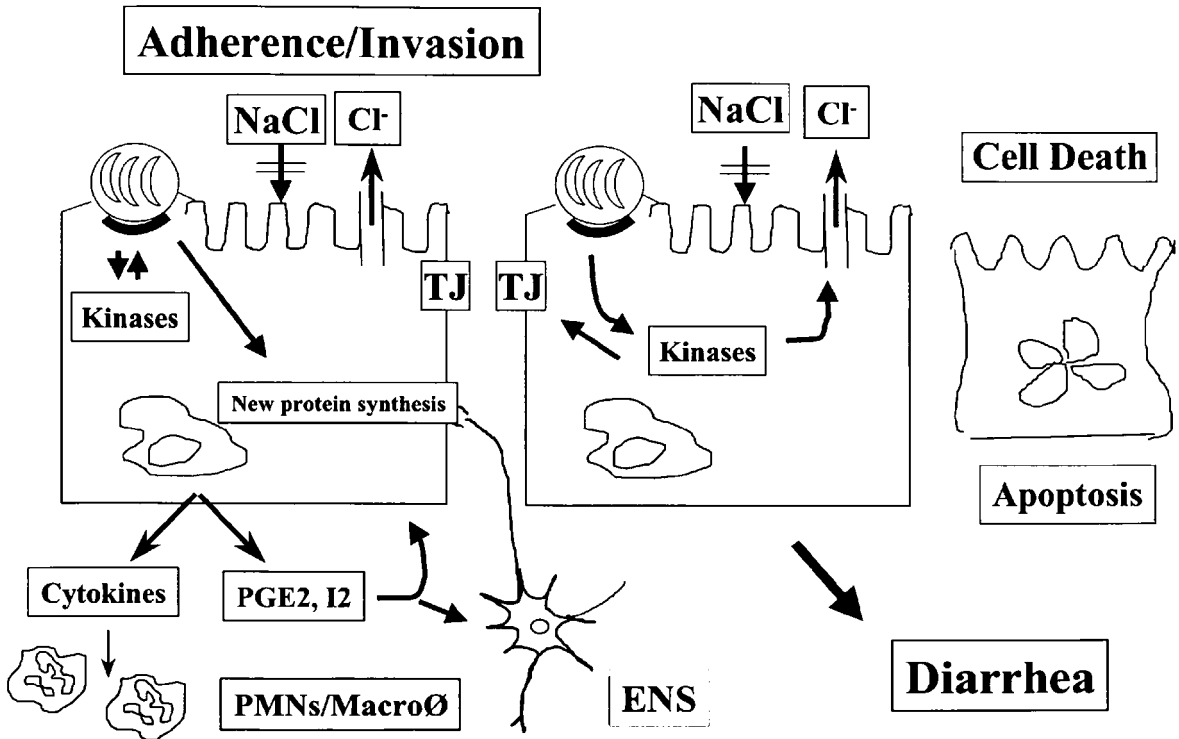 Adherence/Invasion
NaCl
Cl-
NaCl
Cl-
Cell Death
TJ
TJ
Kinases
Kinases
New protein synthesis
Apoptosis
Cytokines
PGE2, I2
PMNs/MacroØ
ENS
Diarrhea